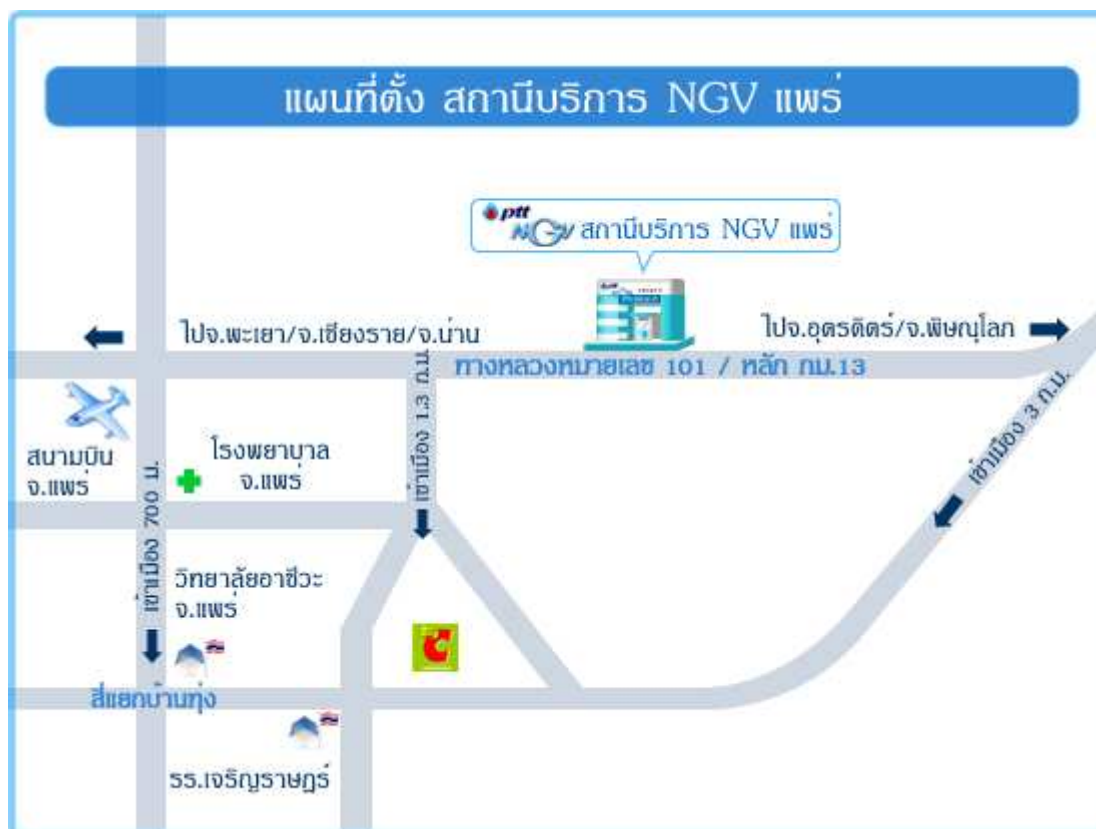 แผนที่ตั้ง สถานีบริการ NGV แพร่
ptt
NGV สถานีบริการ NGV แพร่
ไปจ.พะเยา/จ.เชียงราย/จ.น่าน
ไปจ.อุตรดิตร์/จ.พิษณุโลก
ทางหลวงหมายเลข 101 / หลัก กม.13
เข้าเมือง 1.3 ก.ม.
เข้าเมือง 3 ก.ม.
สนามบิน
จ.แพร่
โรงพยาบาล
จ.แพร่
เข้าเมือง 700 ม.
วิทยาลัยอาชีวะ
จ.แพร่
สี่แยกบ้านทุ่ง
รร.เจริญราษฎร์